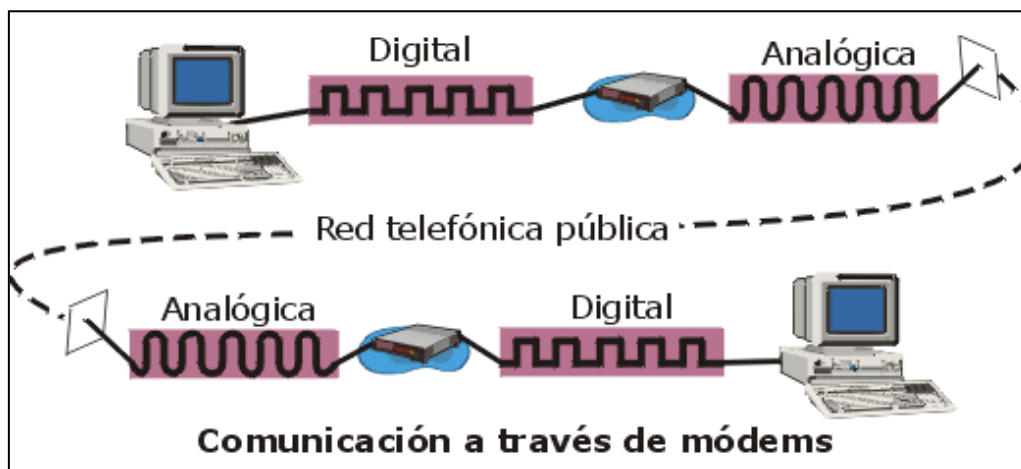 Digital
Analógica
Red telefónica pública
Analógica
Digital
Comunicación a través de módems